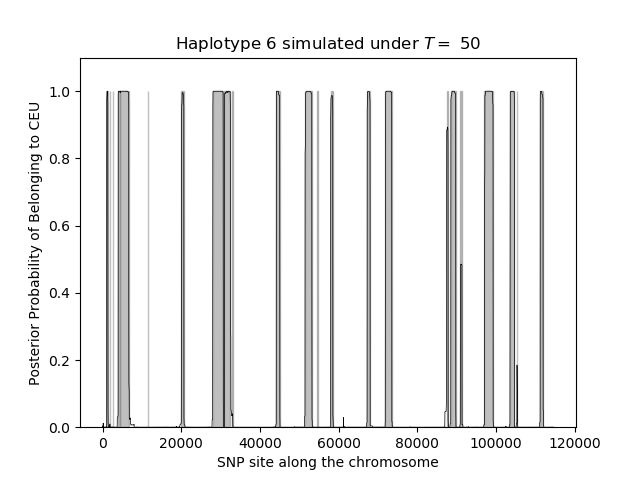 Haplotype 6 simulated under T = 50
Posterior Probability of Belonging to CEU
1.0
0.8
0.6
0.4
0.2
0.0
0 20000 40000 60000 80000 100000 120000
SNP site along the chromosome